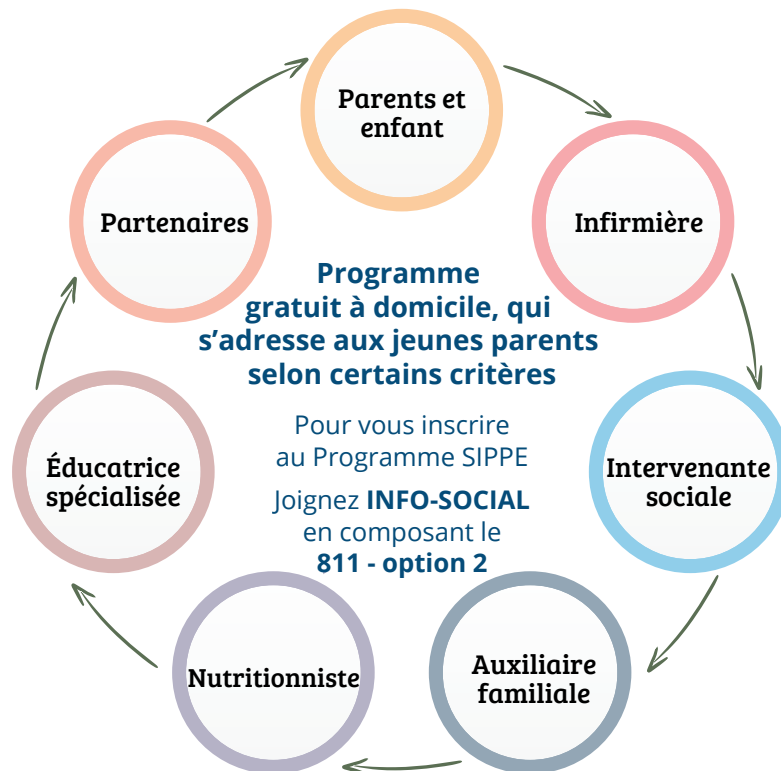 Parents et
enfant
Infirmière
Partenaires
Programme
gratuit à domicile, qui
s’adresse aux jeunes parents
selon certains critères
Pour vous inscrire
au Programme SIPPE
Joignez INFO-SOCIAL
en composant le
811 - option 2
Intervenante
sociale
Auxiliaire
familiale
Nutritionniste
Éducatrice
spécialisée